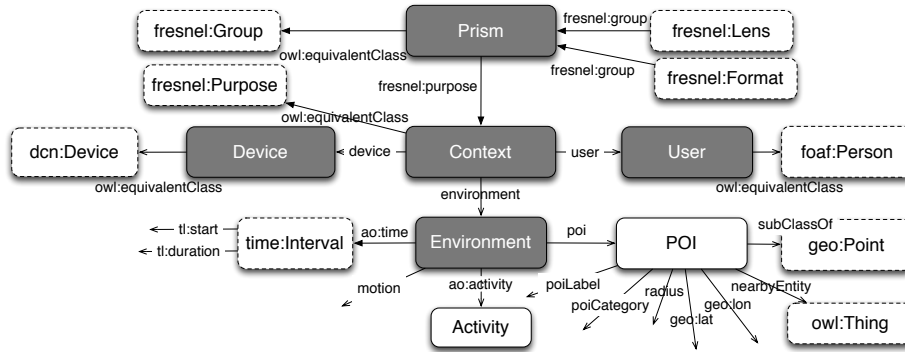 fresnel:Group
Prism
fresnel:group
fresnel:Lens
owl:equivalentClass
fresnel:group
fresnel:Format
fresnel:Purpose
fresnel:purpose
owl:equivalentClass
dcn:Device
Device
device
Context
user
User
foaf:Person
owl:equivalentClass
owl:equivalentClass
environment
tl:start
tl:duration
time:Interval
ao:time
Environment
poi
POI
subClassOf
geo:Point
motion
ao:activity
poiLabel
poiCategory
radius
geo:lat
geo:lon
nearbyEntity
Activity
owl:Thing